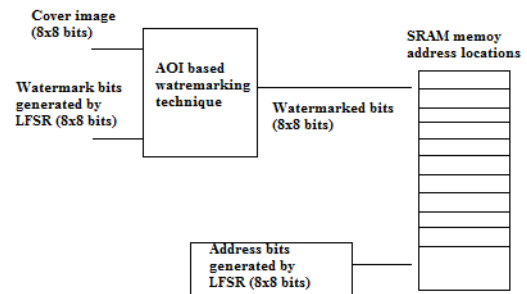 Cover image
(8x8 bits)
Watermark bits
generated by
LFSR (8x8 bits)
AOI based
watremarking
technique
Watermarked bits
(8x8 bits)
SRAM memoy
address locations
Address bits
generated by
LFSR (8x8 bits)